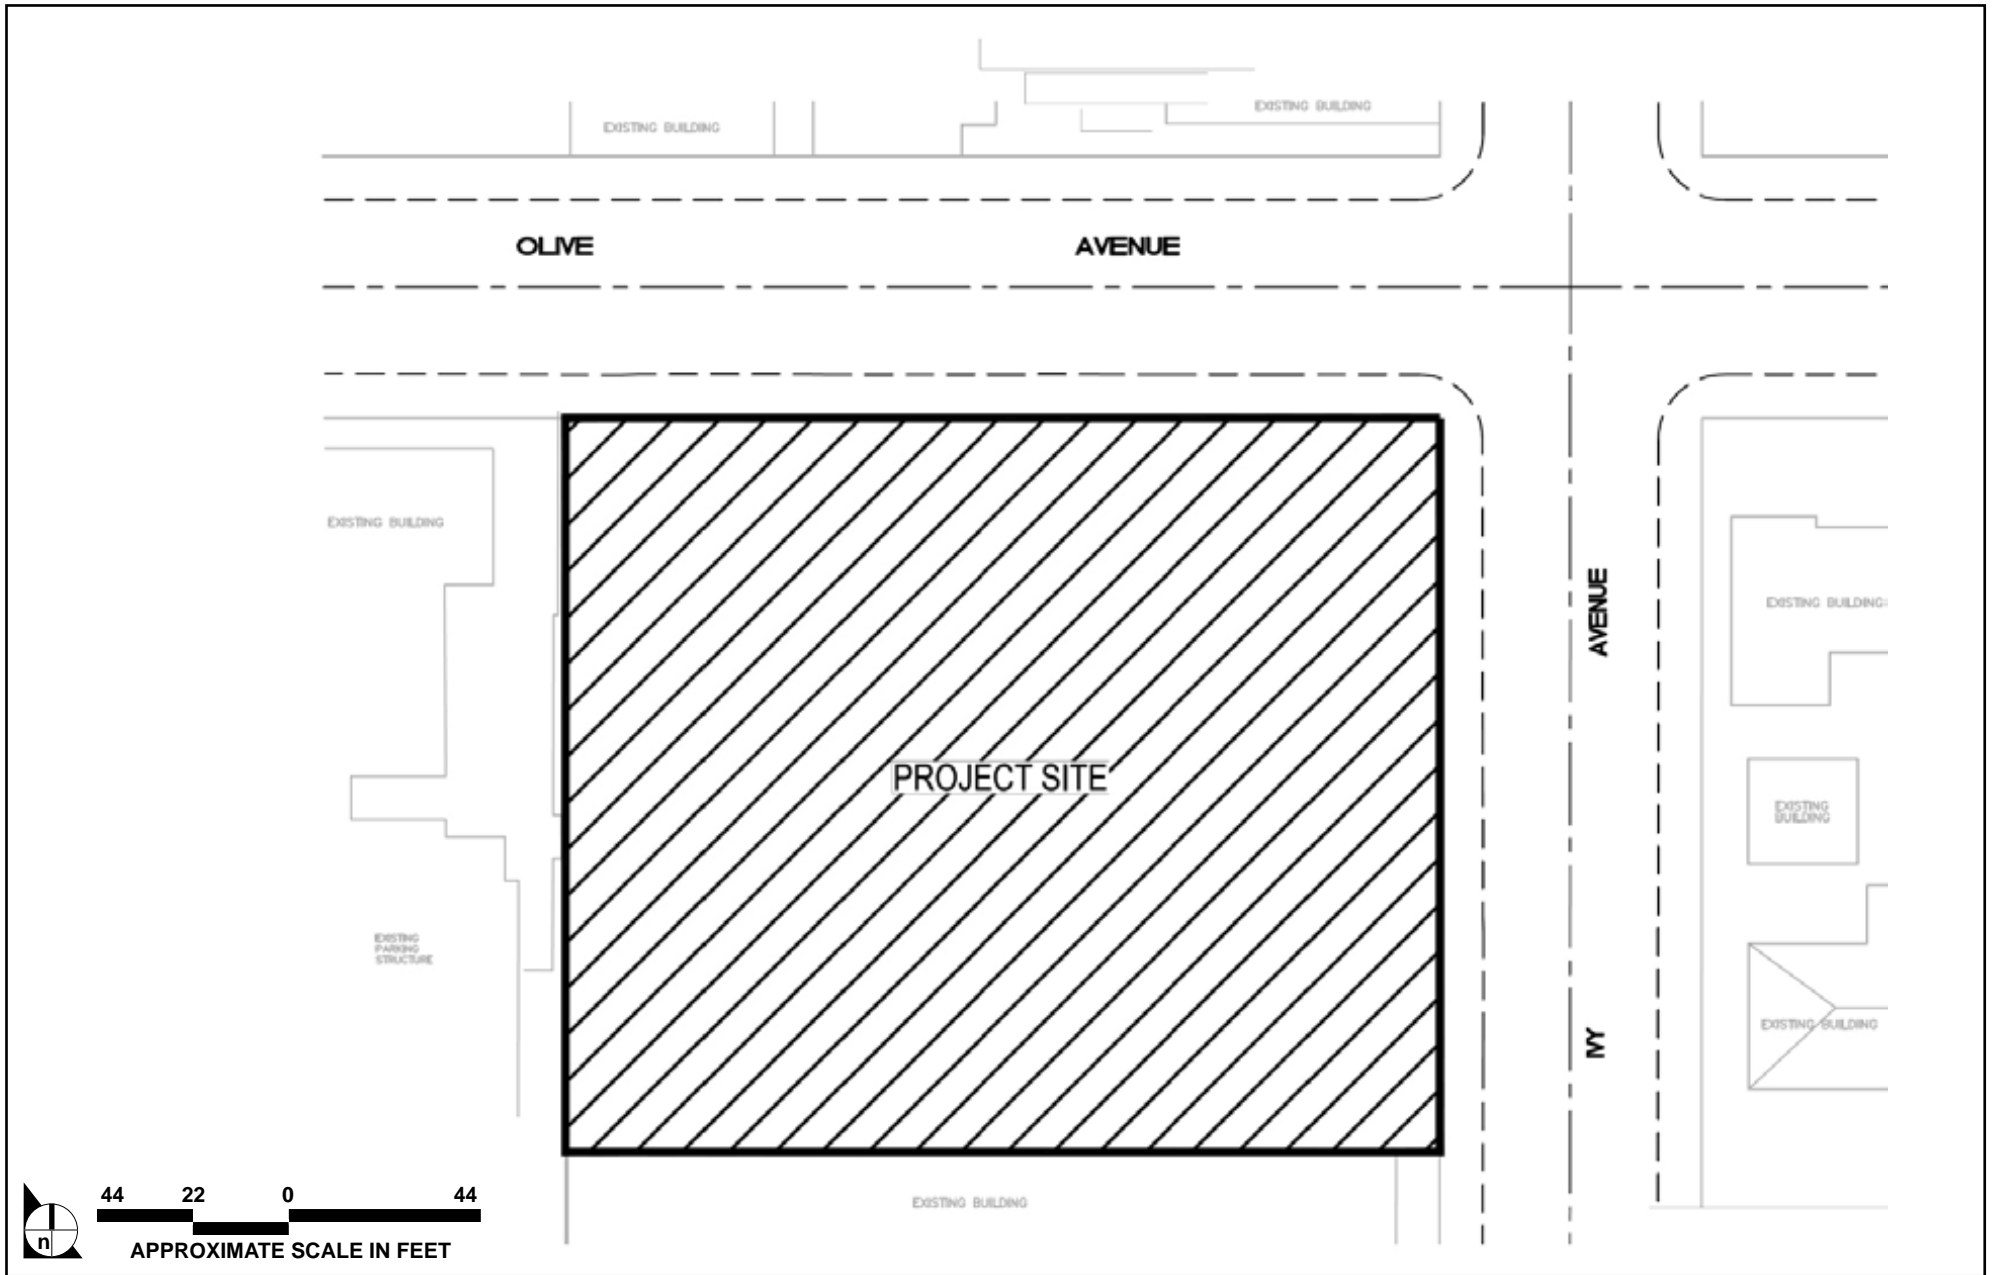 EXISTING BUILDING
EXISTING BUILDING
OLIVE AVENUE
EXISTING BUILDING
AVENUE
EXISTING BUILDING
PROJECT SITE
EXISTING
BUILDING
EXISTING
PARKING
STRUCTURE
IVY
EXISTING BUILDING
EXISTING BUILDING
44 22 0 44
n
APPROXIMATE SCALE IN FEET